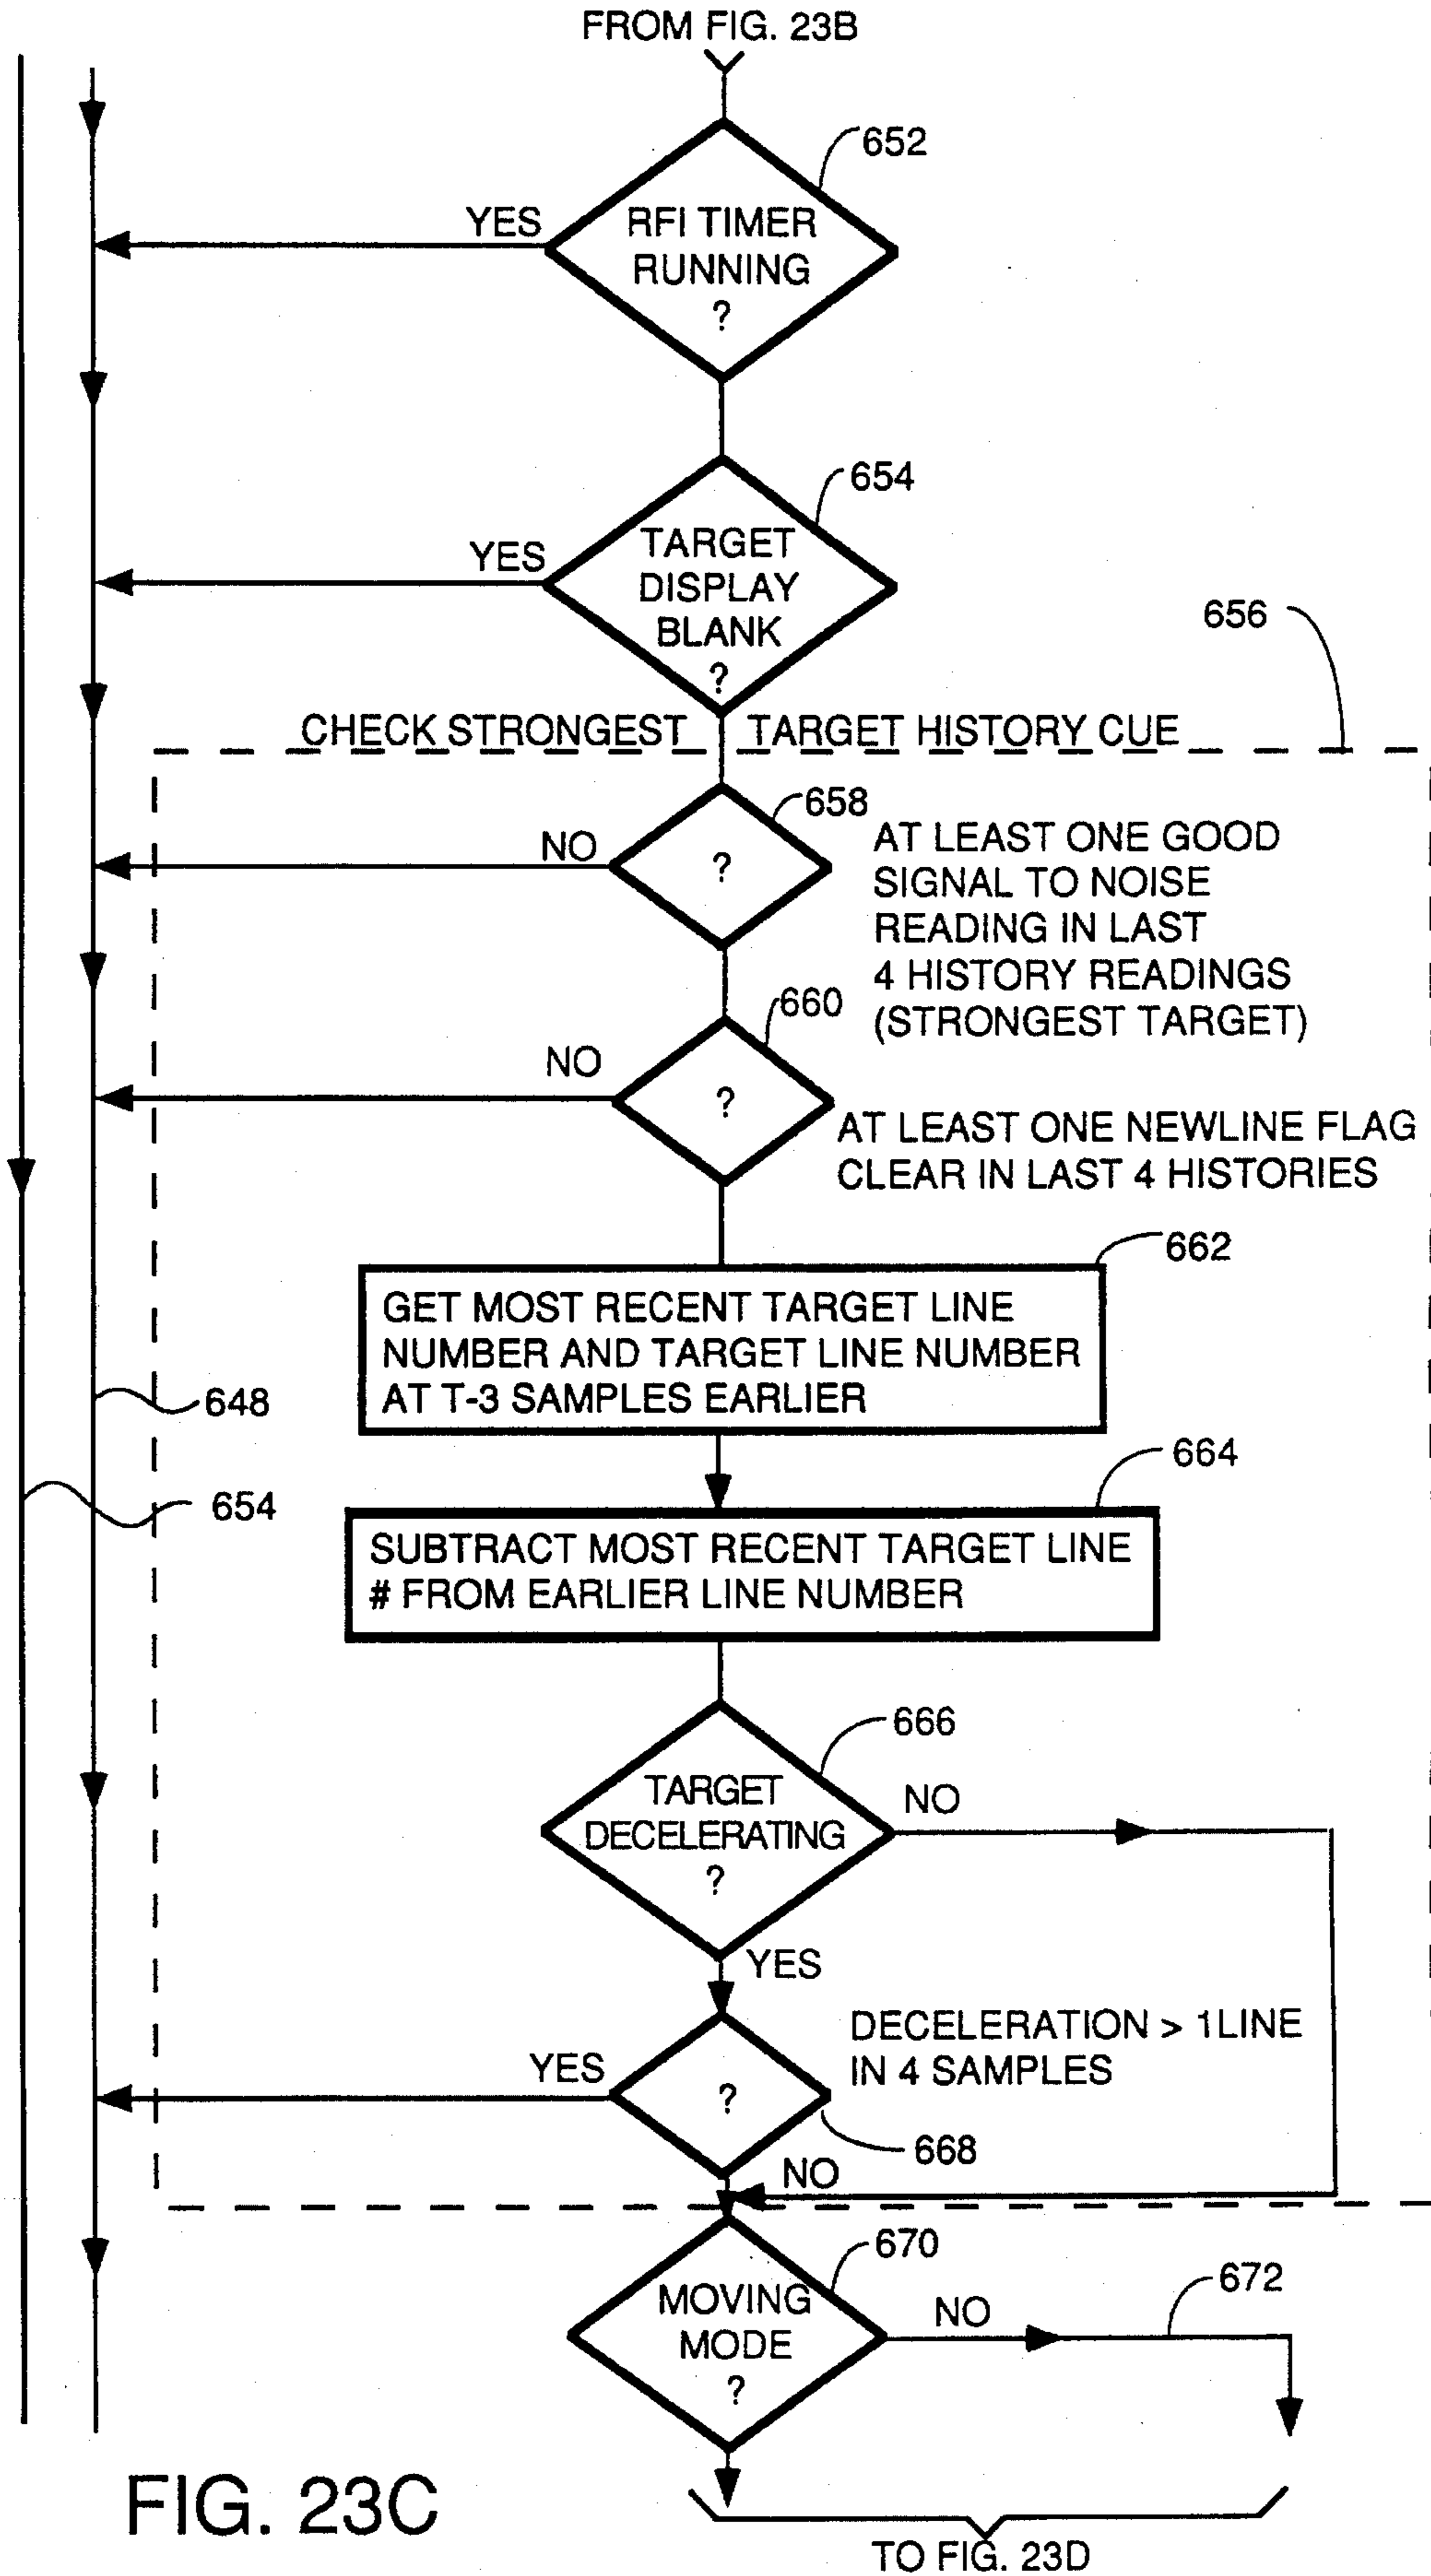 FROM FIG. 23B
652
YES
RFI TIMER
RUNNING
?
654
YES
TARGET
DISPLAY
BLANK
?
656
CHECK STRONGEST TARGET HISTORY CUE
658
NO
?
AT LEAST ONE GOOD
SIGNAL TO NOISE
READING IN LAST
4 HISTORY READINGS
(STRONGEST TARGET)
660
NO
?
AT LEAST ONE NEWLINE FLAG
CLEAR IN LAST 4 HISTORIES
662
GET MOST RECENT TARGET LINE
NUMBER AND TARGET LINE NUMBER
AT T-3 SAMPLES EARLIER
648
664
654
SUBTRACT MOST RECENT TARGET LINE
# FROM EARLIER LINE NUMBER
666
TARGET
DECELERATING
?
NO
YES
DECELERATION > 1LINE
IN 4 SAMPLES
YES
?
668
NO
670
672
MOVING
MODE
?
NO
FIG. 23C
TO FIG. 23D